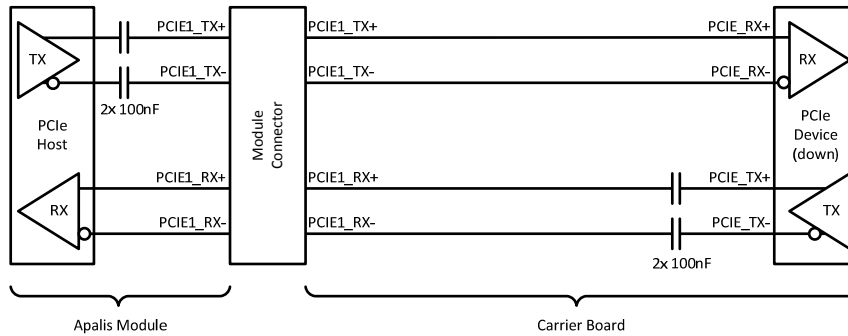 PCIE1_TX+
PCIE1_TX+
PCIE_RX+
TX
RX
PCIE1_TX-
PCIE1_TX-
PCIE_RX-
2x 100nF
PCIe
Host
Module
Connector
PCIe
Device
(down)
PCIE1_RX+
PCIE1_RX+
PCIE_TX+
RX
TX
PCIE1_RX-
PCIE1_RX-
PCIE_TX-
2x 100nF
Apalis Module
Carrier Board